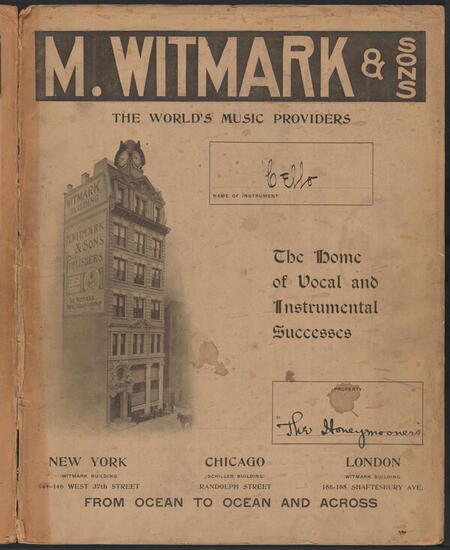 M. WITMARK & SONS
THE WORLD'S MUSIC PROVIDERS
Cello
NAME OF INSTRUMENT
WITMARK
BUILDING
M. WITMARK
& SONS
PUBLISHERS
The Home
of Vocal and
Instrumental
Successes
PROPERTY
"The Honeymooners"
NEW YORK
WITMARK BUILDING
144-146 WEST 37TH STREET
CHICAGO
SCHILLER BUILDING
RANDOLPH STREET
LONDON
WITMARK BUILDING
186-188 SHAFTESBURY AVE.
FROM OCEAN TO OCEAN AND ACROSS